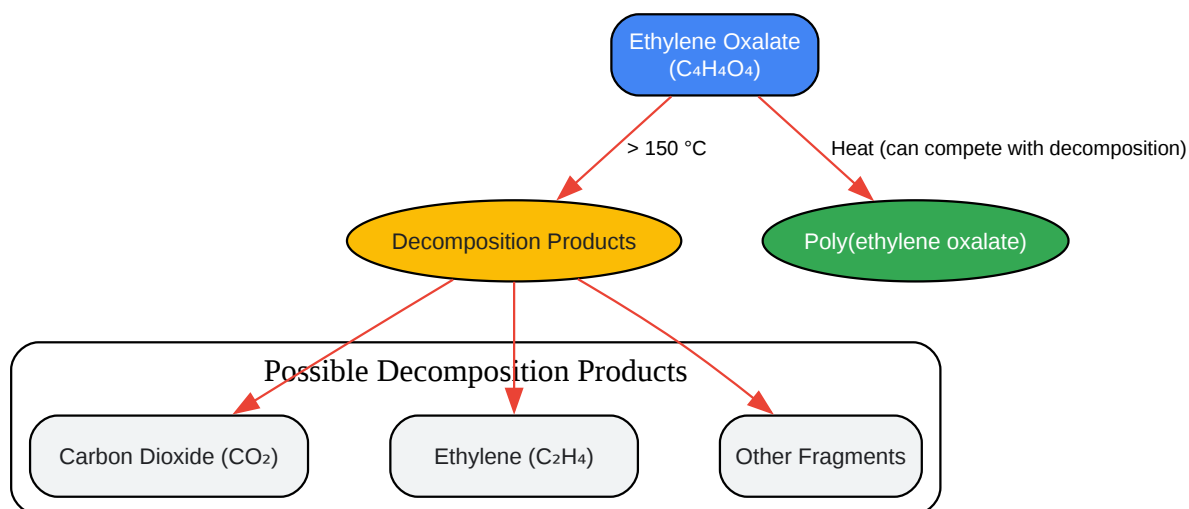 Ethylene Oxalate
(C₄H₄O₄)
> 150 °C
Heat (can compete with decomposition)
Decomposition Products
Poly(ethylene oxalate)
Possible Decomposition Products
Carbon Dioxide (CO₂)
Ethylene (C₂H₄)
Other Fragments